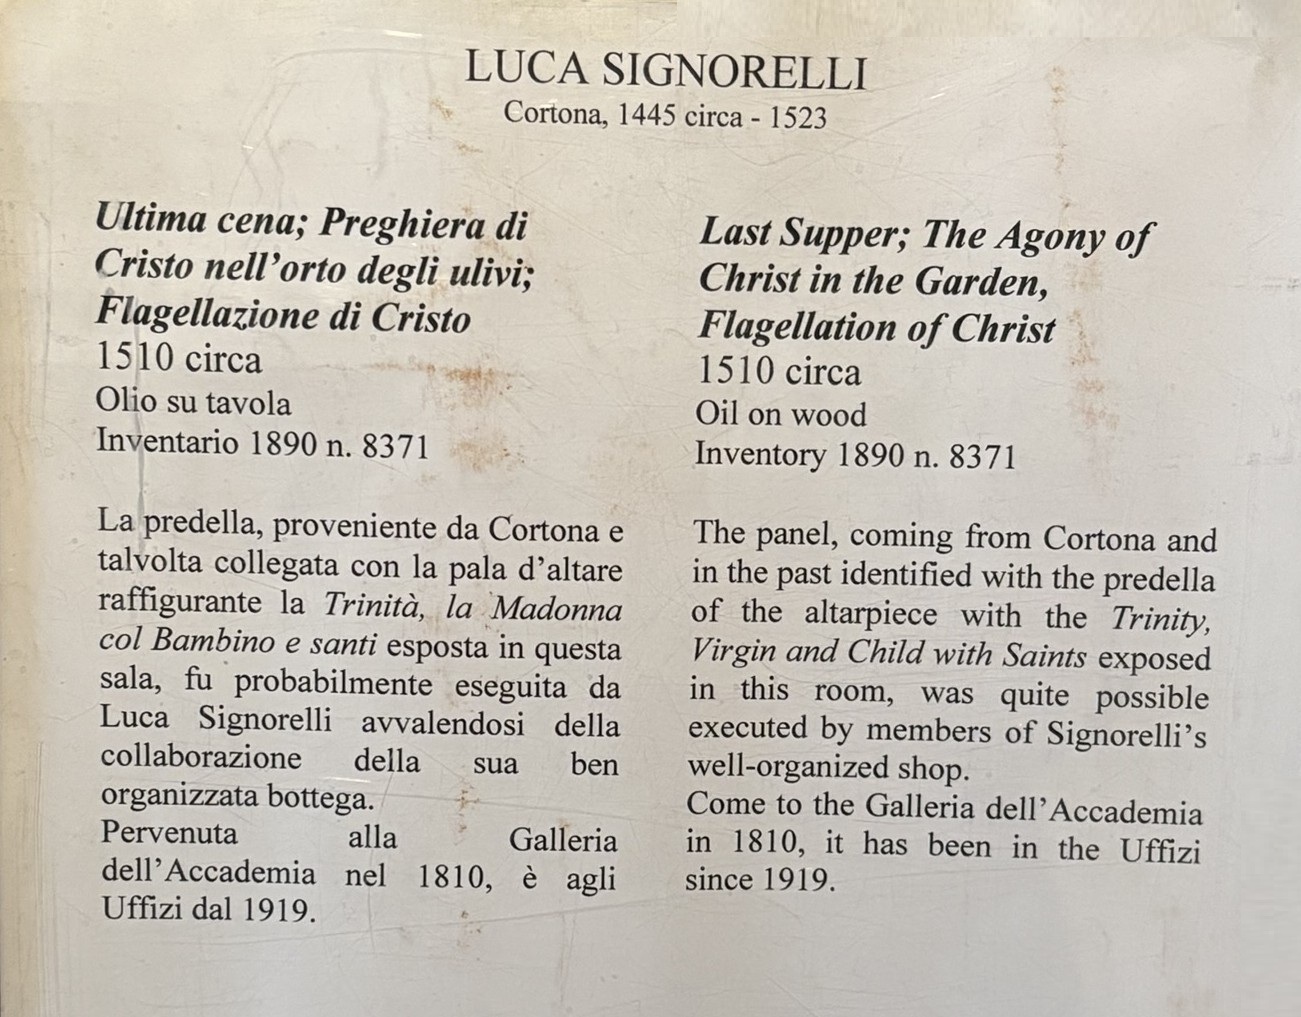 LUCA SIGNORELLI
Cortona, 1445 circa - 1523
Ultima cena; Preghiera di
Cristo nell’orto degli ulivi;
Flagellazione di Cristo
1510 circa
Olio su tavola
Inventario 1890 n. 8371
La predella, proveniente da Cortona e
talvolta collegata con la pala d’altare
raffigurante la Trinità, la Madonna
col Bambino e santi esposta in questa
sala, fu probabilmente eseguita da
Luca Signorelli avvalendosi della
collaborazione della sua ben
organizzata bottega.
Pervenuta alla Galleria
dell’Accademia nel 1810, è agli
Uffizi dal 1919.
Last Supper; The Agony of
Christ in the Garden,
Flagellation of Christ
1510 circa
Oil on wood
Inventory 1890 n. 8371
The panel, coming from Cortona and
in the past identified with the predella
of the altarpiece with the Trinity,
Virgin and Child with Saints exposed
in this room, was quite possible
executed by members of Signorelli’s
well-organized shop.
Come to the Galleria dell’Accademia
in 1810, it has been in the Uffizi
since 1919.